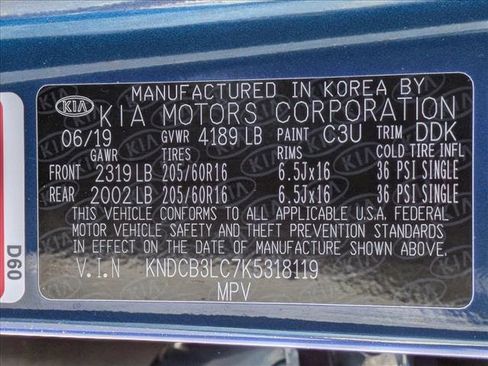 MANUFACTURED IN KOREA BY
KIA KIA MOTORS CORPORATION
06/19 GVWR 4189 LB PAINT C3U TRIM DDK
GAWR TIRES RIMS COLD TIRE INFL
FRONT 2319 LB 205/60R16 6.5Jx16 36 PSI SINGLE
REAR 2002 LB 205/60R16 6.5Jx16 36 PSI SINGLE
THIS VEHICLE CONFORMS TO ALL APPLICABLE U.S.A. FEDERAL
MOTOR VEHICLE SAFETY AND THEFT PREVENTION STANDARDS
IN EFFECT ON THE DATE OF MANUFACTURE SHOWN ABOVE.
V.I.N KNDCB3LC7K5318119
MPV
D60